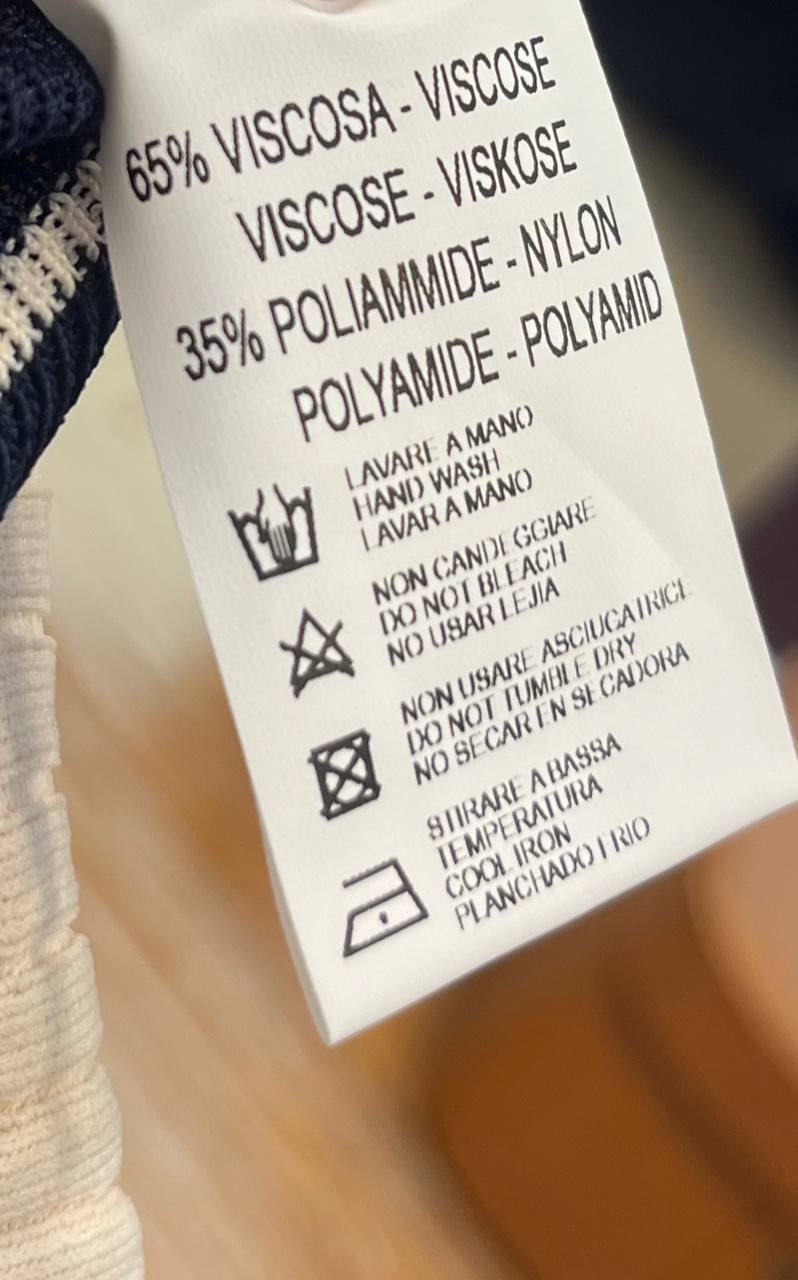 65% VISCOSA - VISCOSE
VISCOSE - VISKOSE
35% POLIAMMIDE - NYLON
POLYAMIDE - POLYAMID
LAVARE A MANO
HAND WASH
LAVAR A MANO
NON CANDEGGIARE
DO NOT BLEACH
NO USAR LEJIA
NON USARE ASCIUGATRICE
DO NOT TUMBLE DRY
NO SECAR EN SECADORA
STIRARE A BASSA
TEMPERATURA
COOL IRON
PLANCHADO FRIO